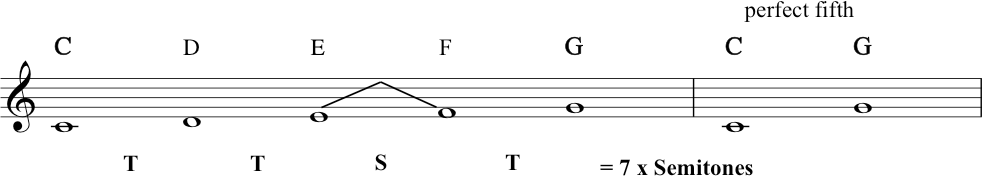 perfect fifth
C D E F G C G
T T S T = 7 x Semitones